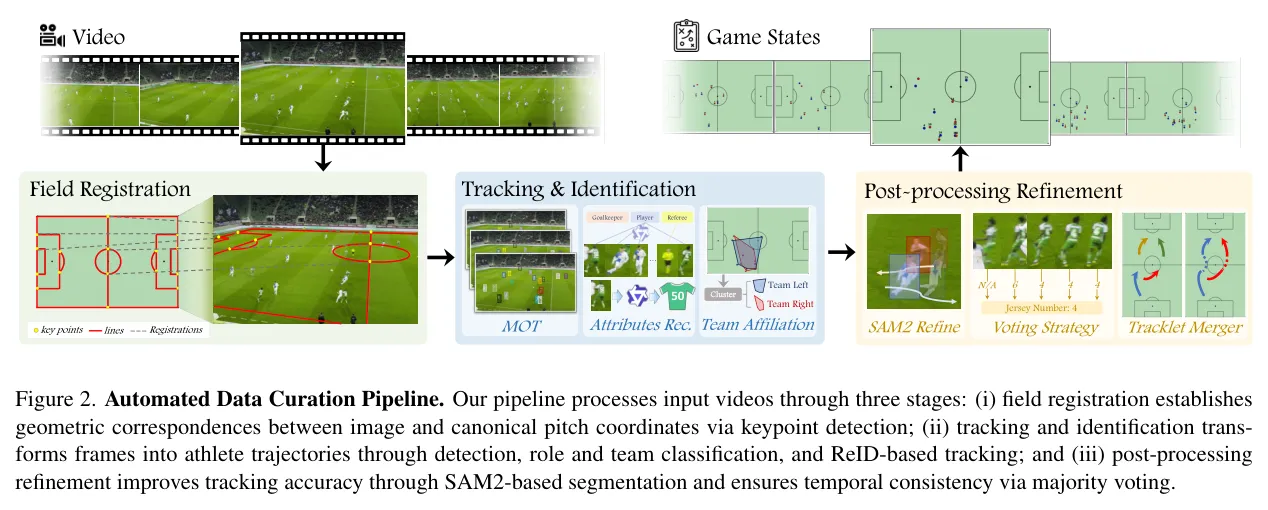 Video
Game States
Field Registration
key points
lines
Registrations
Tracking & Identification
MOT
Goalkeeper
Player
Referee
50
Attributes Rec.
Cluster
Team Left
Team Right
Team Affiliation
Post-processing Refinement
SAM2 Refine
N/A 6 4 4 4
Jersey Number: 4
Voting Strategy
Tracklet Merger
Figure 2. Automated Data Curation Pipeline. Our pipeline processes input videos through three stages: (i) field registration establishes
geometric correspondences between image and canonical pitch coordinates via keypoint detection; (ii) tracking and identification trans-
forms frames into athlete trajectories through detection, role and team classification, and ReID-based tracking; and (iii) post-processing
refinement improves tracking accuracy through SAM2-based segmentation and ensures temporal consistency via majority voting.